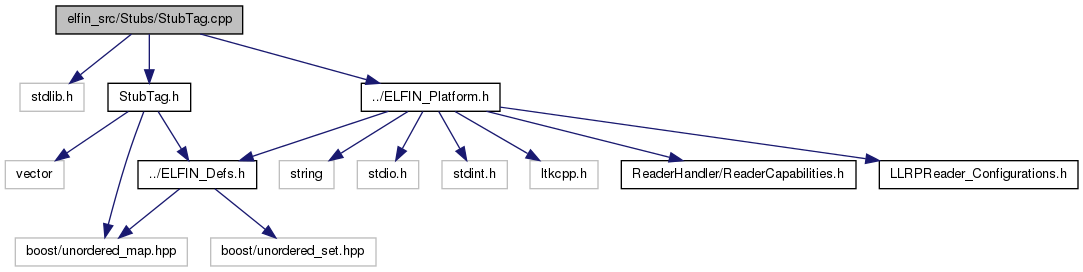 elfin_src/Stubs/StubTag.cpp
stdlib.h
StubTag.h
../ELFIN_Platform.h
vector
../ELFIN_Defs.h
string
stdio.h
stdint.h
ltkcpp.h
ReaderHandler/ReaderCapabilities.h
LLRPReader_Configurations.h
boost/unordered_map.hpp
boost/unordered_set.hpp